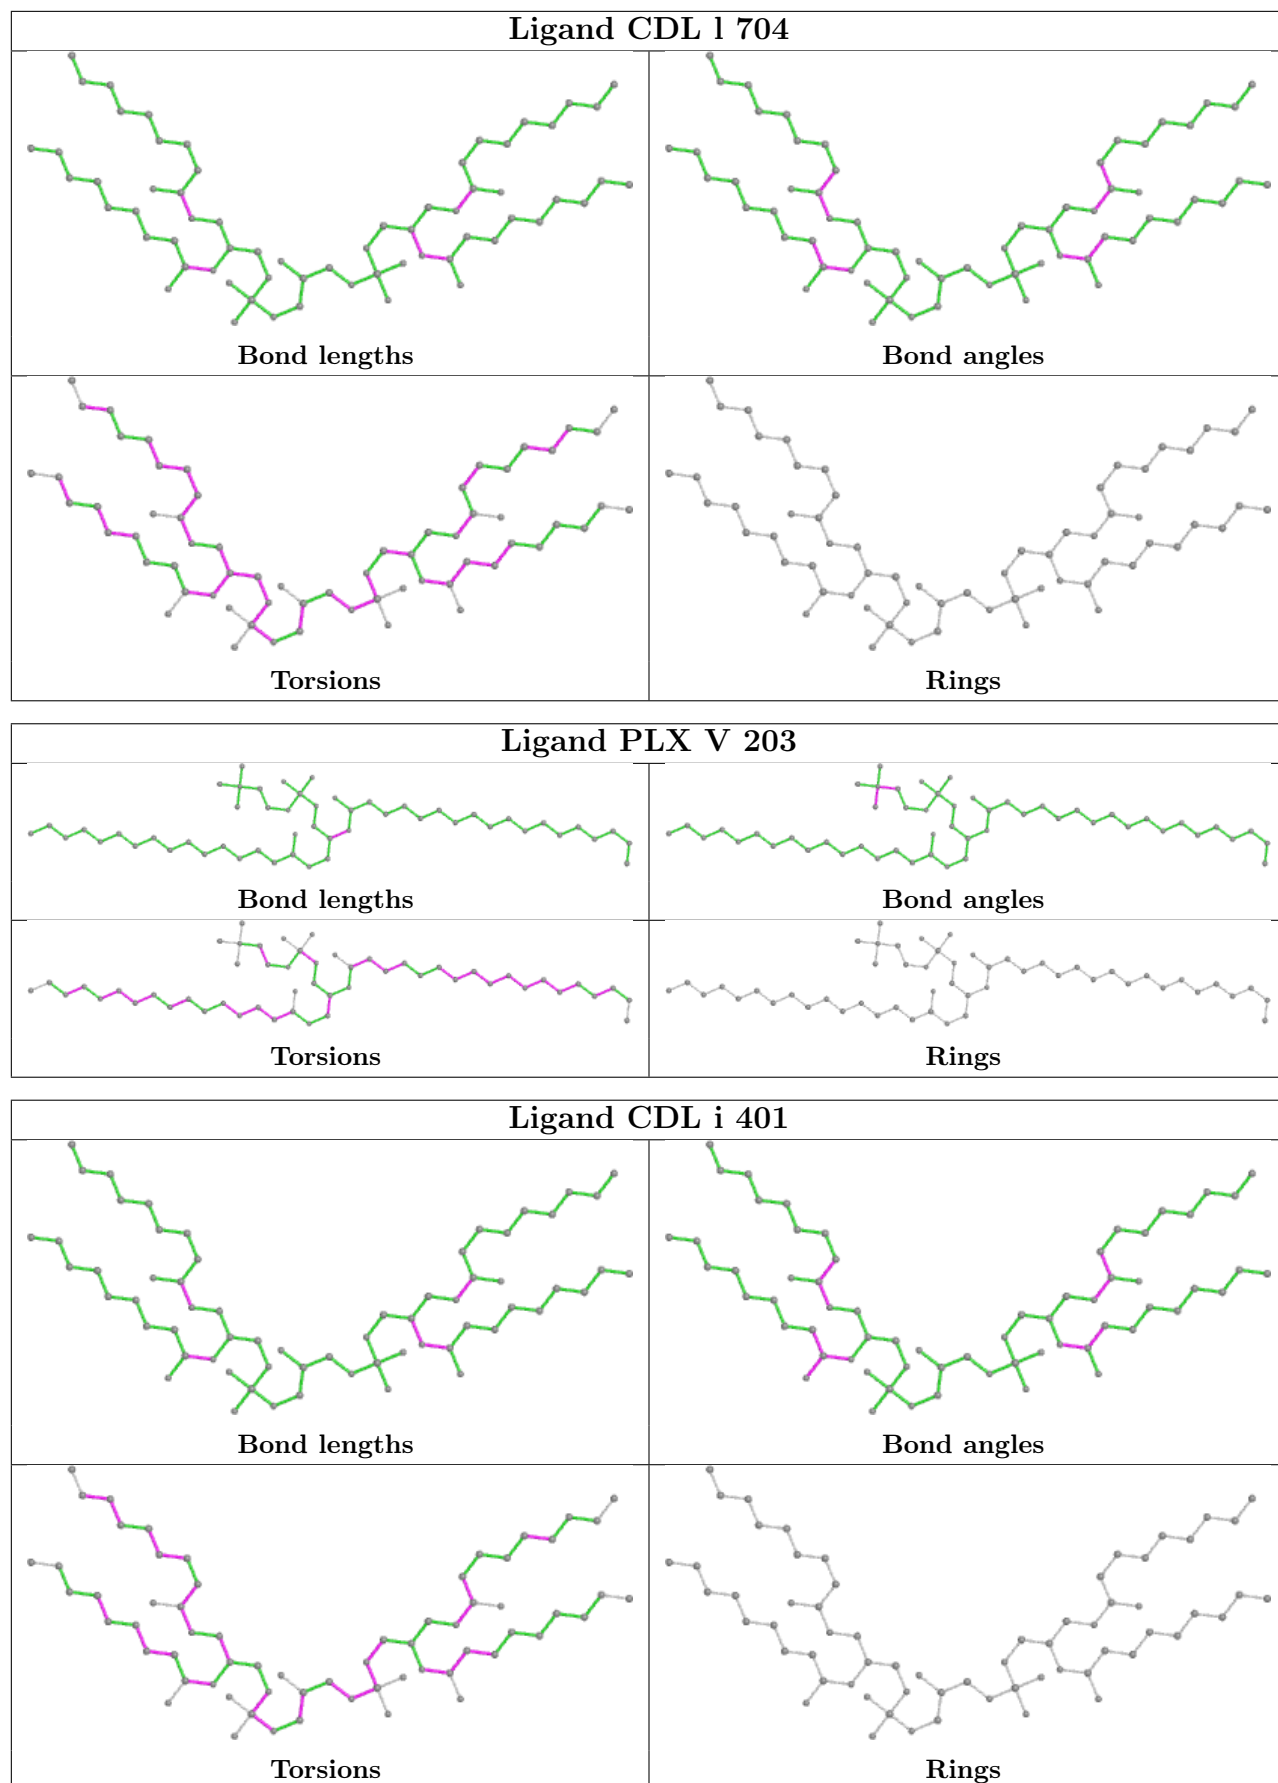 Ligand CDL l 704
Bond lengths
Bond angles
Torsions
Rings
Ligand PLX V 203
Bond lengths
Bond angles
Torsions
Rings
Ligand CDL i 401
Bond lengths
Bond angles
Torsions
Rings